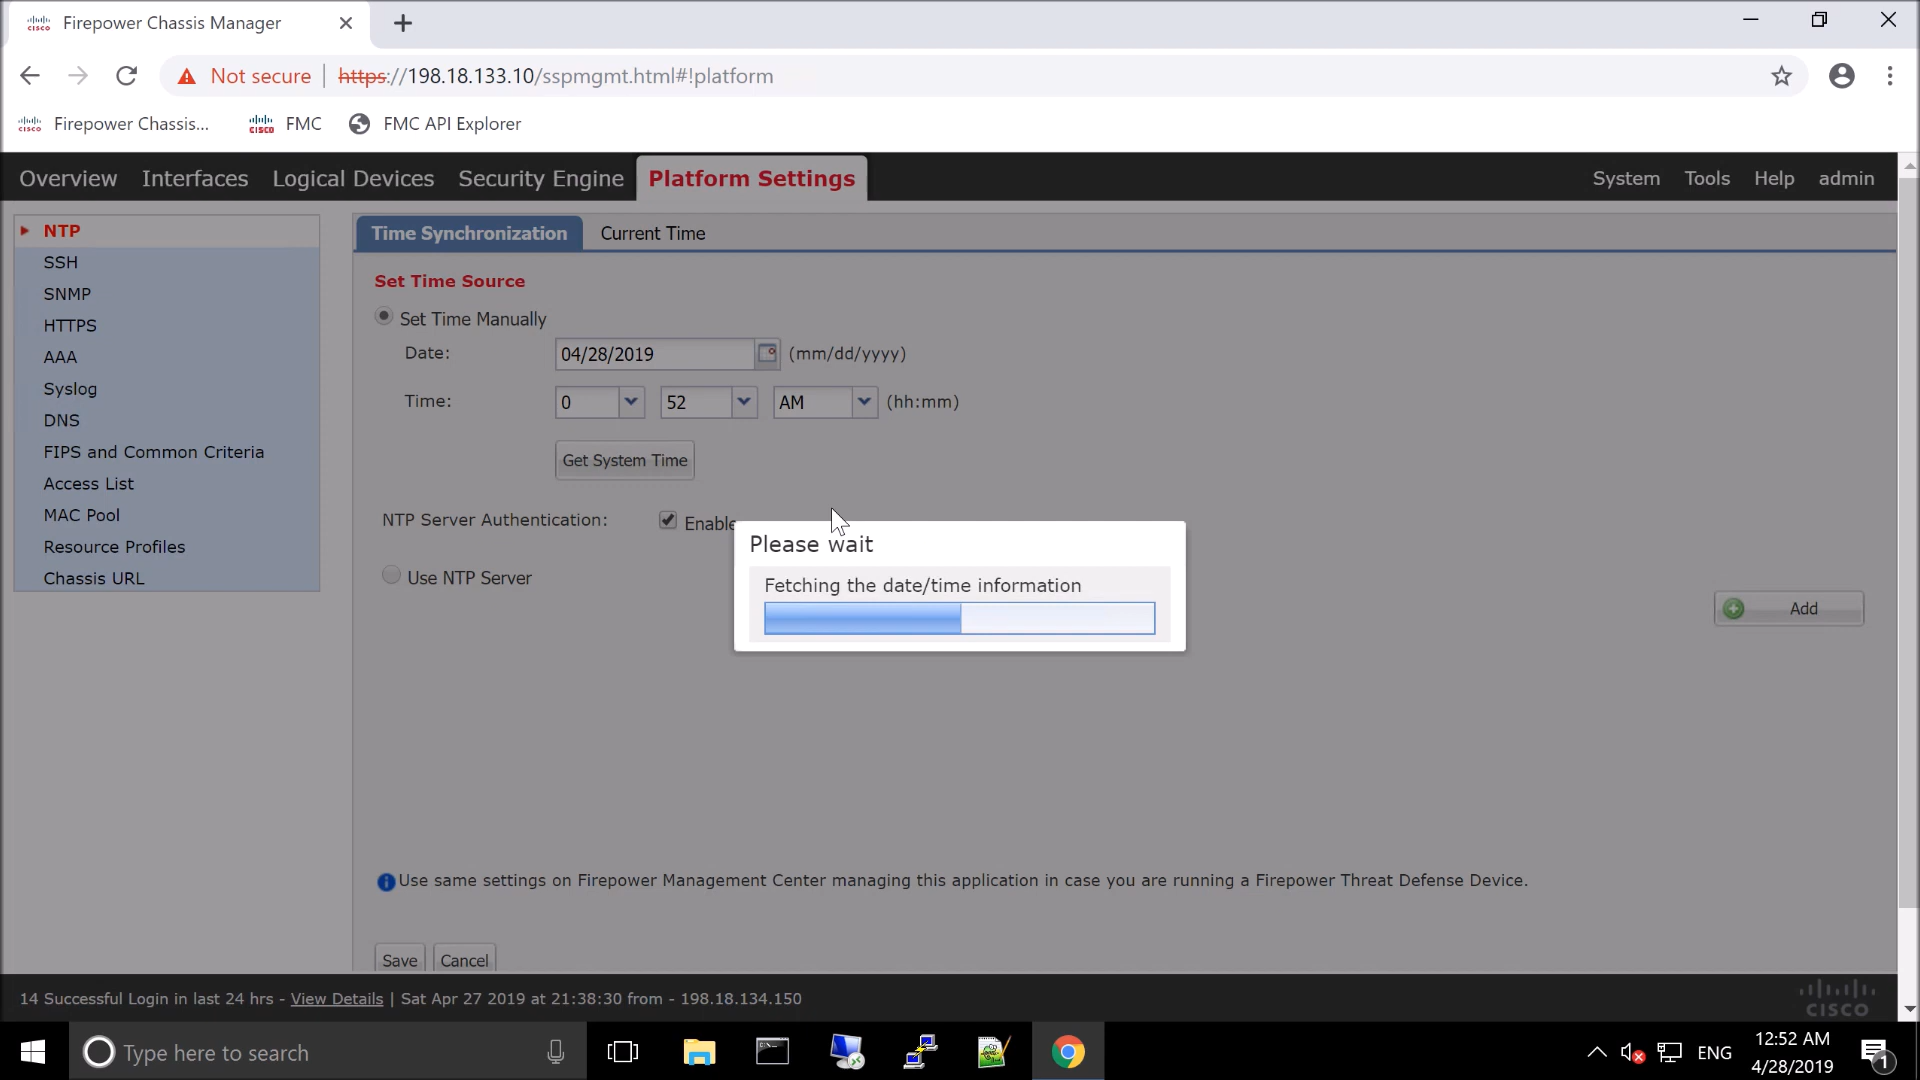 Firepower Chassis Manager
Not secure | https://198.18.133.10/sspmgmt.html#!platform
Firepower Chassis... FMC FMC API Explorer
Overview Interfaces Logical Devices Security Engine Platform Settings System Tools Help admin
NTP
SSH
SNMP
HTTPS
AAA
Syslog
DNS
FIPS and Common Criteria
Access List
MAC Pool
Resource Profiles
Chassis URL
Time Synchronization Current Time
Set Time Source
Set Time Manually
Date: 04/28/2019 (mm/dd/yyyy)
Time: 0 52 AM (hh:mm)
Get System Time
NTP Server Authentication: Enable
Use NTP Server
Please wait
Fetching the date/time information
Add
Use same settings on Firepower Management Center managing this application in case you are running a Firepower Threat Defense Device.
Save Cancel
14 Successful Login in last 24 hrs - View Details | Sat Apr 27 2019 at 21:38:30 from - 198.18.134.150
CISCO
Type here to search
ENG
12:52 AM
4/28/2019
1